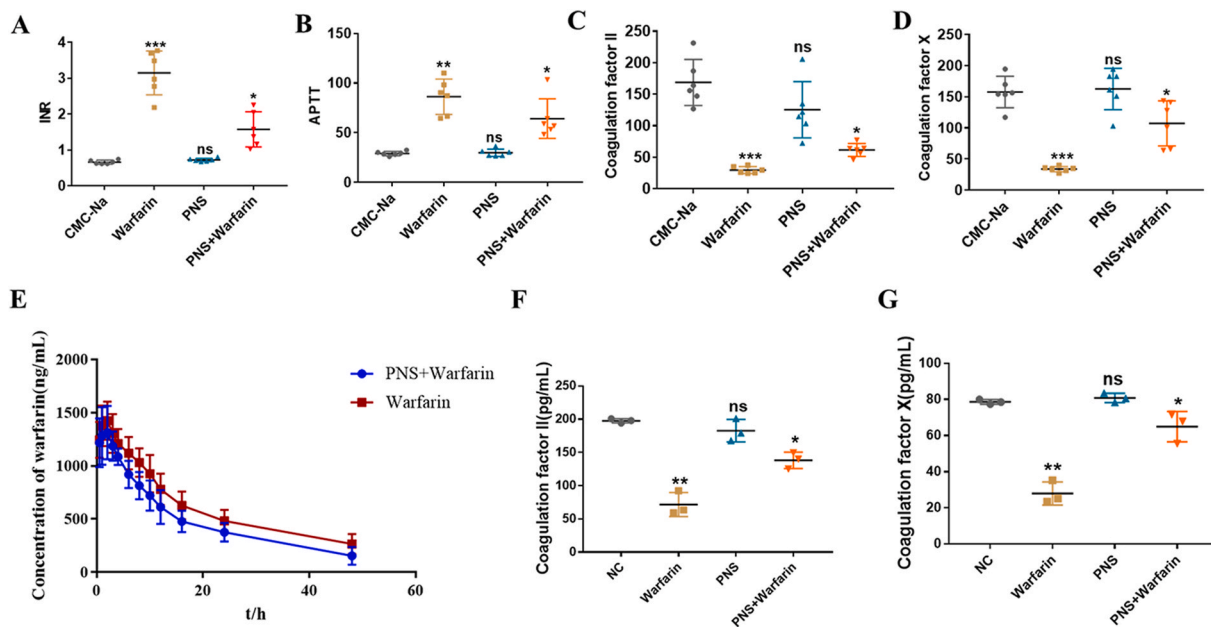 A
INR
4
3
2
1
0
***
ns
*
CMC-Na
Warfarin
PNS
PNS+Warfarin
B
APTT
150
100
50
0
**
ns
*
CMC-Na
Warfarin
PNS
PNS+Warfarin
C
Coagulation factor II
250
200
150
100
50
0
***
ns
*
CMC-Na
Warfarin
PNS
PNS+Warfarin
D
Coagulation factor X
250
200
150
100
50
0
***
ns
*
CMC-Na
Warfarin
PNS
PNS+Warfarin
E
Concentration of warfarin(ng/mL)
2000
1500
1000
500
0
0
20
40
60
t/h
PNS+Warfarin
Warfarin
F
Coagulation factor II(pg/mL)
250
200
150
100
50
0
**
ns
*
NC
Warfarin
PNS
PNS+Warfarin
G
Coagulation factor X(pg/mL)
80
60
40
20
0
**
ns
*
NC
Warfarin
PNS
PNS+Warfarin